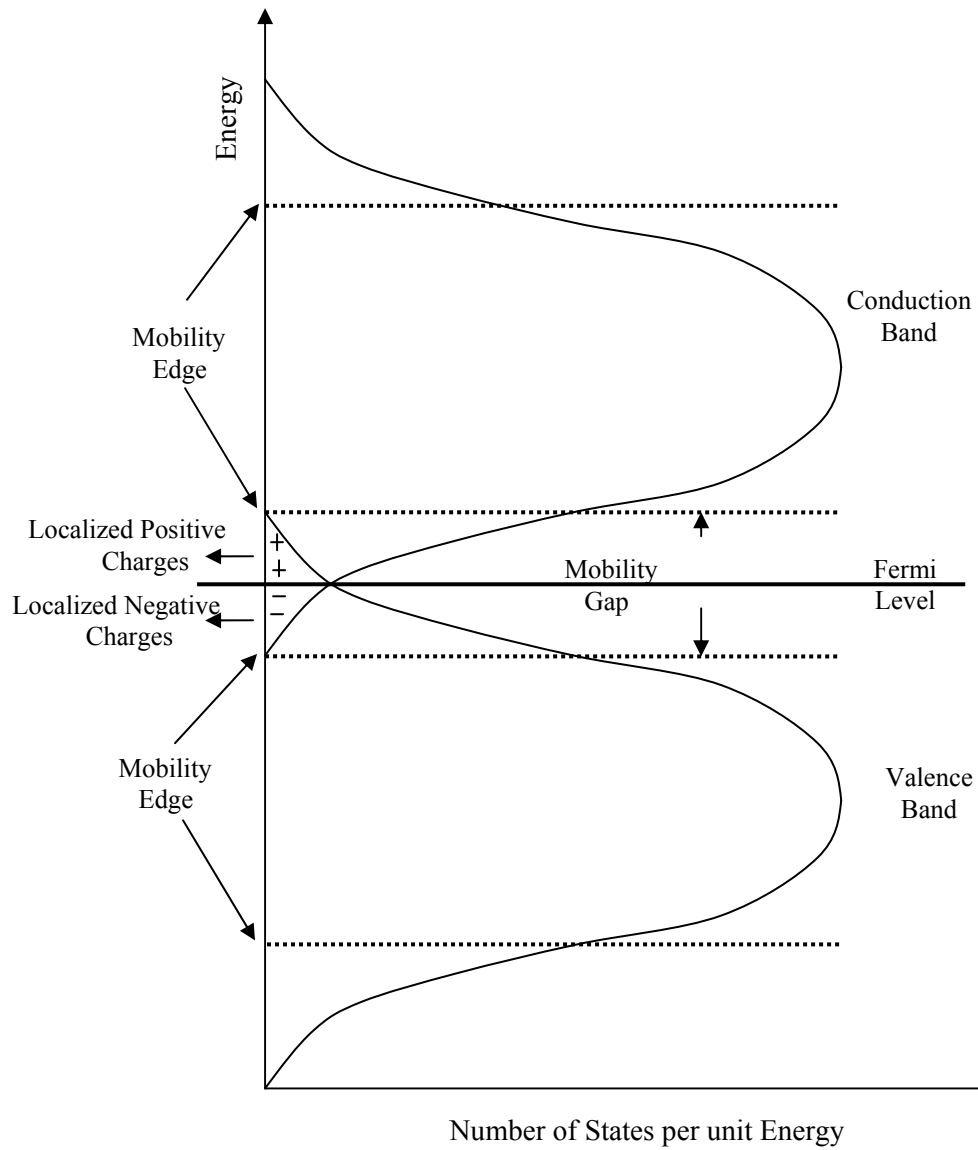 Energy
Conduction
Band
Mobility
Edge
Localized Positive
Charges
+
+
Mobility
Gap
Fermi
Level
Localized Negative
Charges
−
−
Mobility
Edge
Valence
Band
Number of States per unit Energy